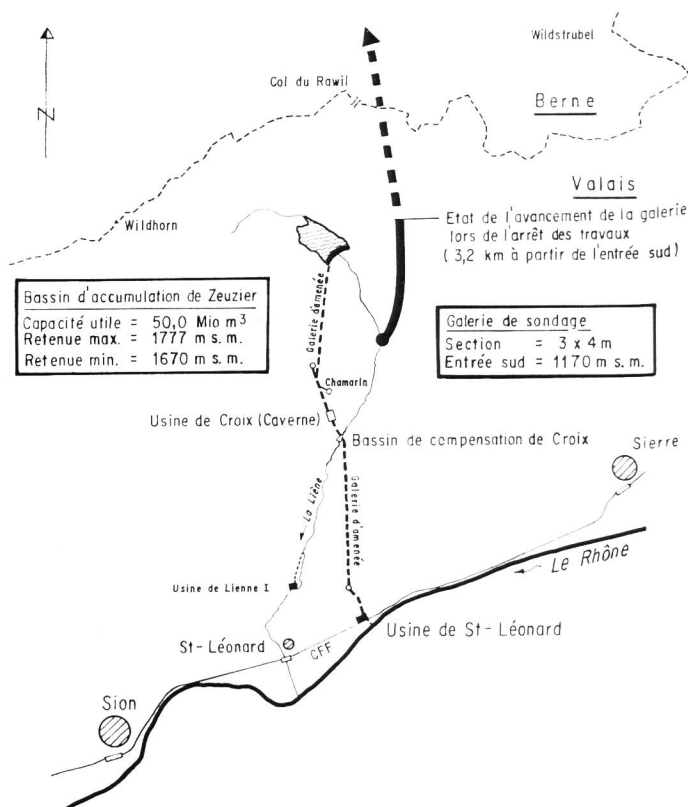 Wildstrubel
Col du Rawil
Berne
N
Valais
Etat de l'avancement de la galerie
lors de l'arrêt des travaux
(3,2 km à partir de l'entrée sud)
Wildhorn
Bassin d'accumulation de Zeuzier
Capacité utile = 50,0 Mio m³
Retenue max. = 1777 m s.m.
Retenue min. = 1670 m s.m.
Galerie d'amenée
Galerie de sondage
Section = 3 x 4 m
Entrée sud = 1170 m s.m.
Chamarin
Usine de Croix (Caverne)
Bassin de compensation de Croix
Sierre
La Liène
Galerie d'amenée
Le Rhône
Usine de Lienne I
Usine de St-Léonard
St-Léonard
CFF
Sion